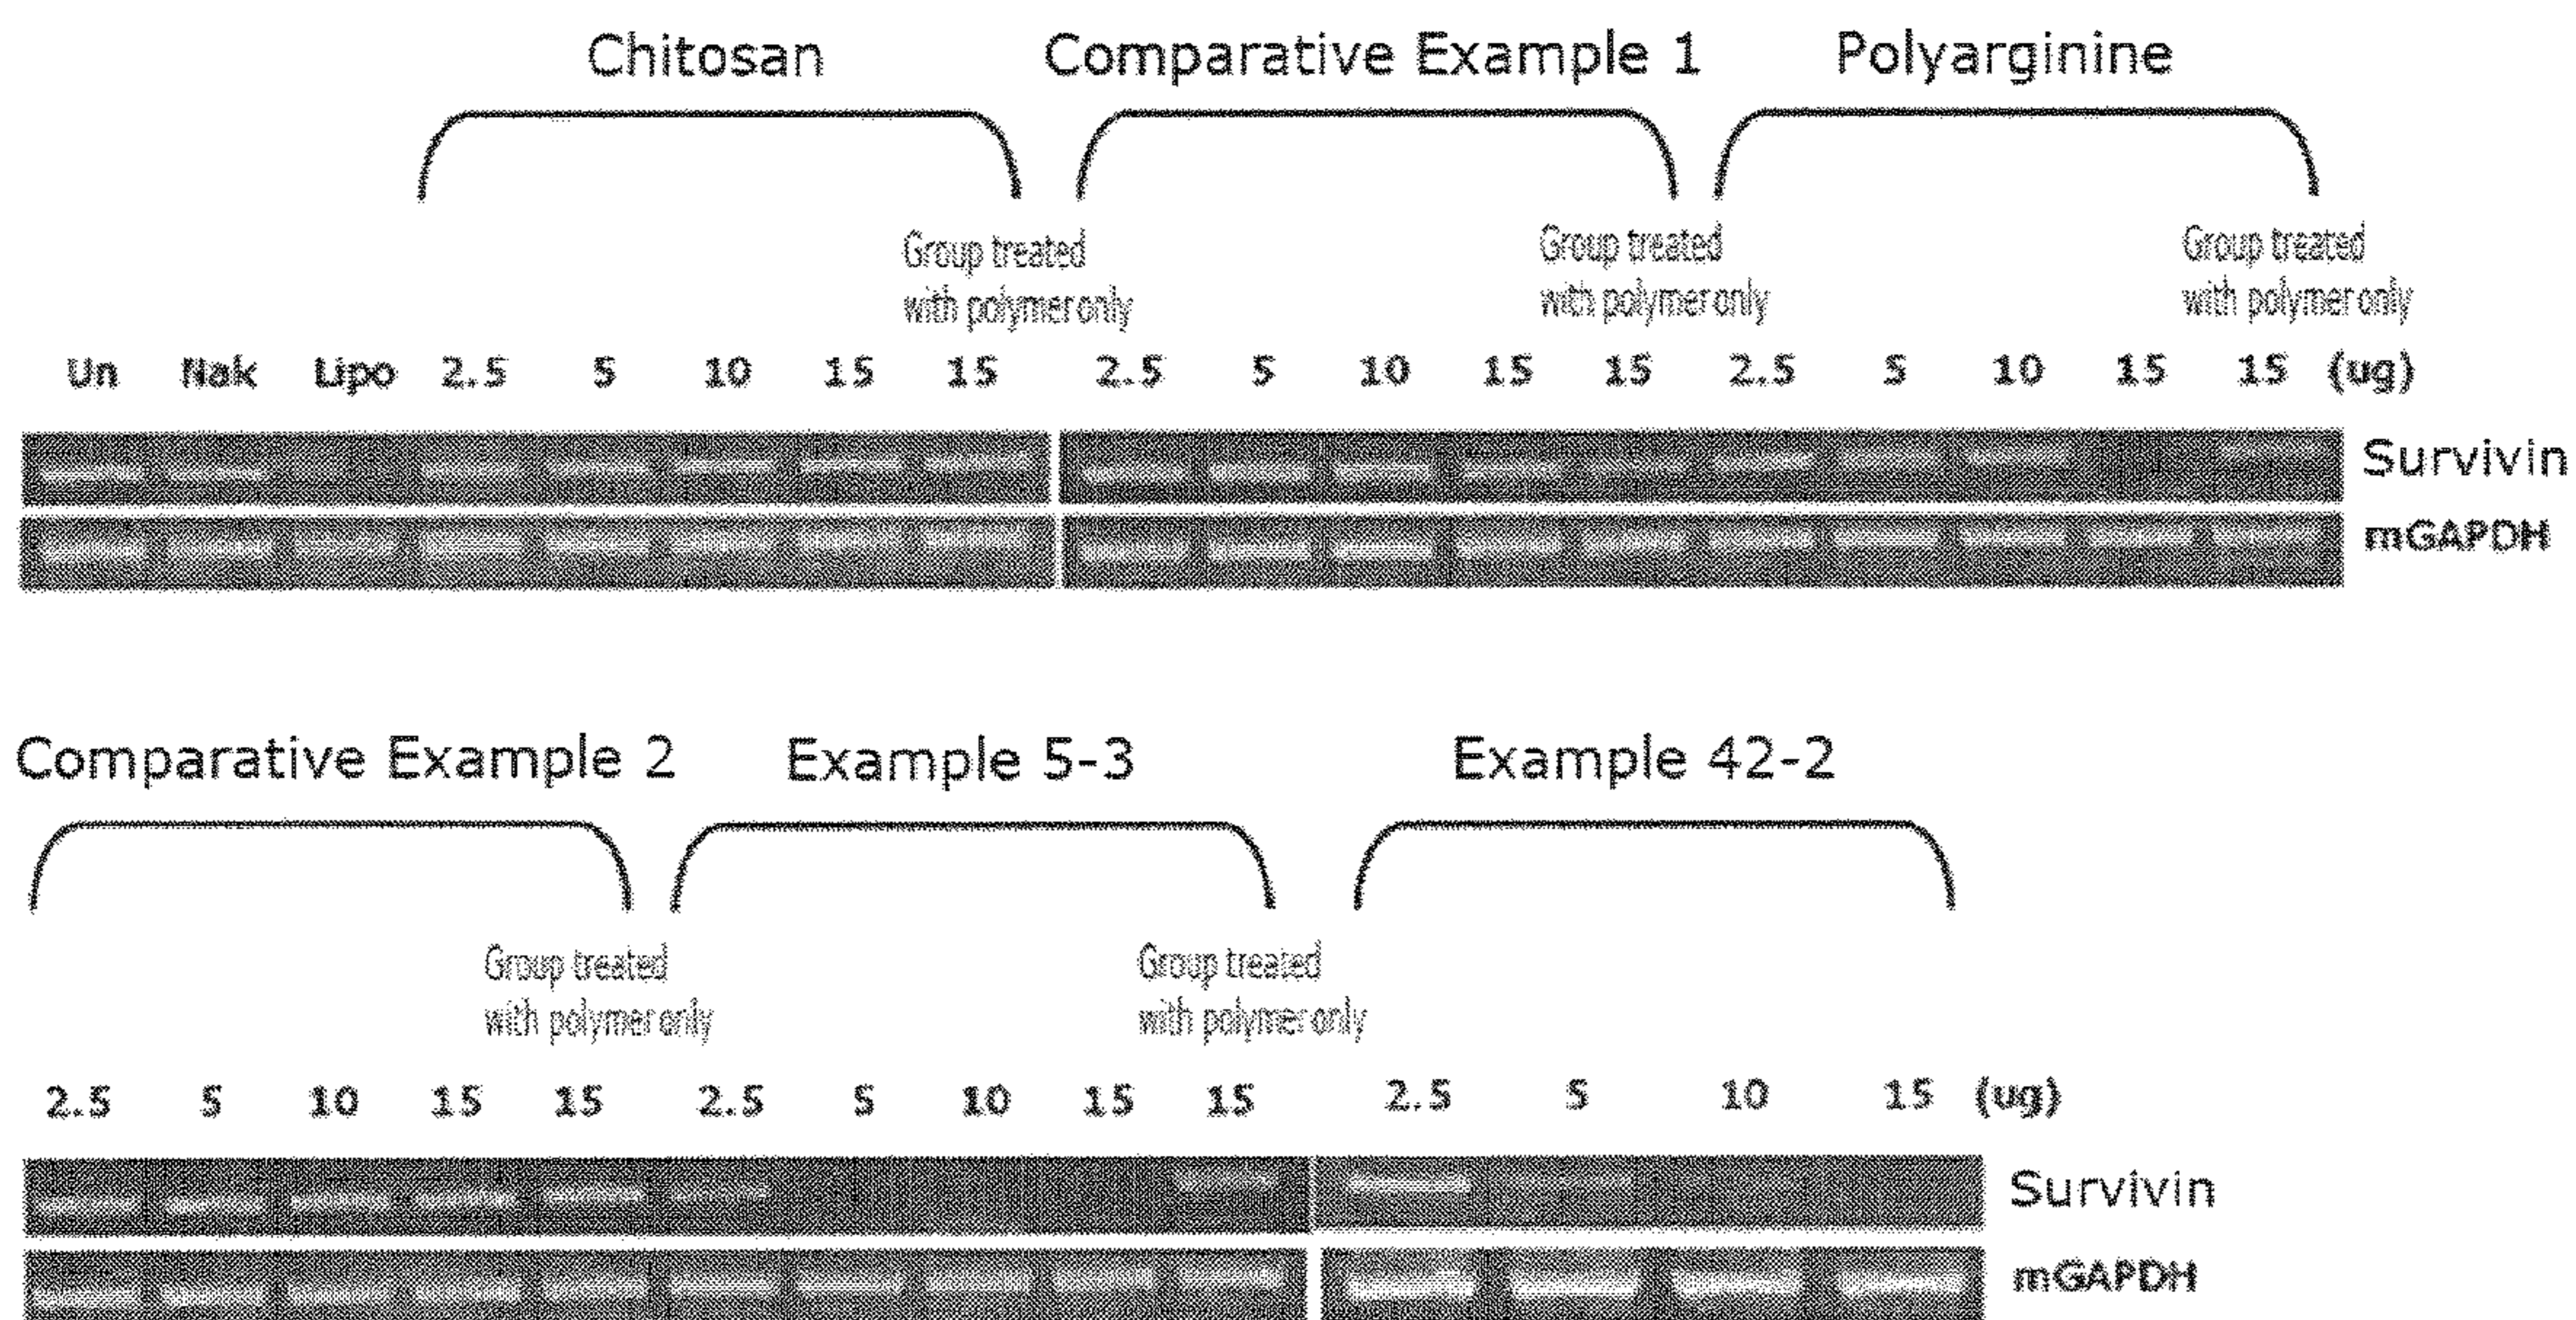 Chitosan Comparative Example 1 Polyarginine
Group treated
with polymer only
Group treated
with polymer only
Group treated
with polymer only
Un Nak Lipo 2.5 5 10 15 15 2.5 5 10 15 15 2.5 5 10 15 15 (ug)
Survivin
mGAPDH
Comparative Example 2 Example 5-3 Example 42-2
Group treated
with polymer only
Group treated
with polymer only
2.5 5 10 15 15 2.5 5 10 15 15 2.5 5 10 15 (ug)
Survivin
mGAPDH